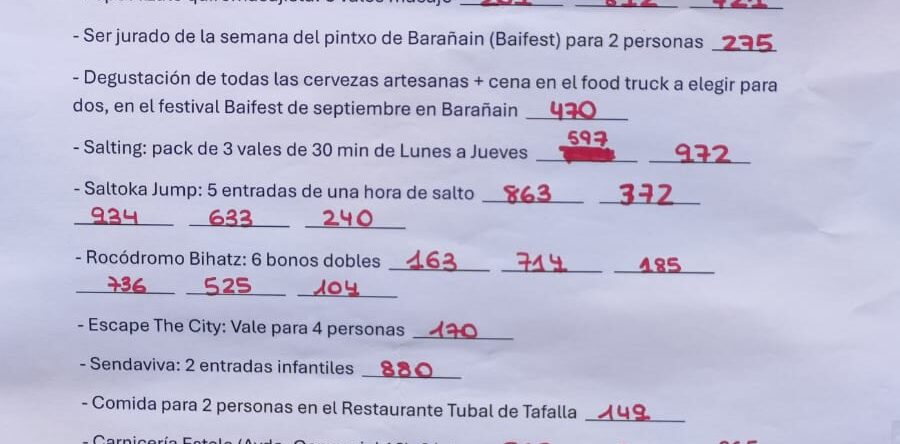 - Ser jurado de la semana del pintxo de Barañain (Baifest) para 2 personas 275
- Degustación de todas las cervezas artesanas + cena en el food truck a elegir para
dos, en el festival Baifest de septiembre en Barañain 470
- Salting: pack de 3 vales de 30 min de Lunes a Jueves 597 972
- Saltoka Jump: 5 entradas de una hora de salto 863 372
934 633 240
- Rocódromo Bihatz: 6 bonos dobles 163 714 185
736 525 104
- Escape The City: Vale para 4 personas 170
- Sendaviva: 2 entradas infantiles 880
- Comida para 2 personas en el Restaurante Tubal de Tafalla 149